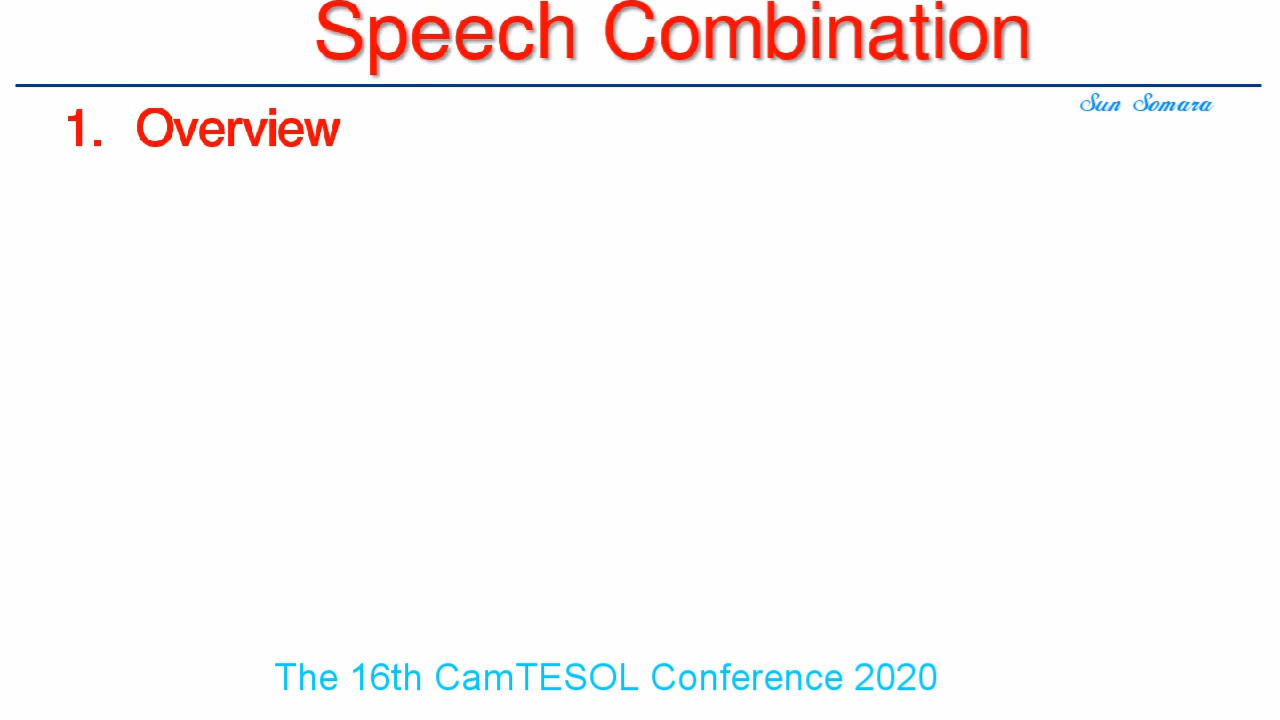 Speech Combination
Sun Somara
1. Overview
The 16th CamTESOL Conference 2020